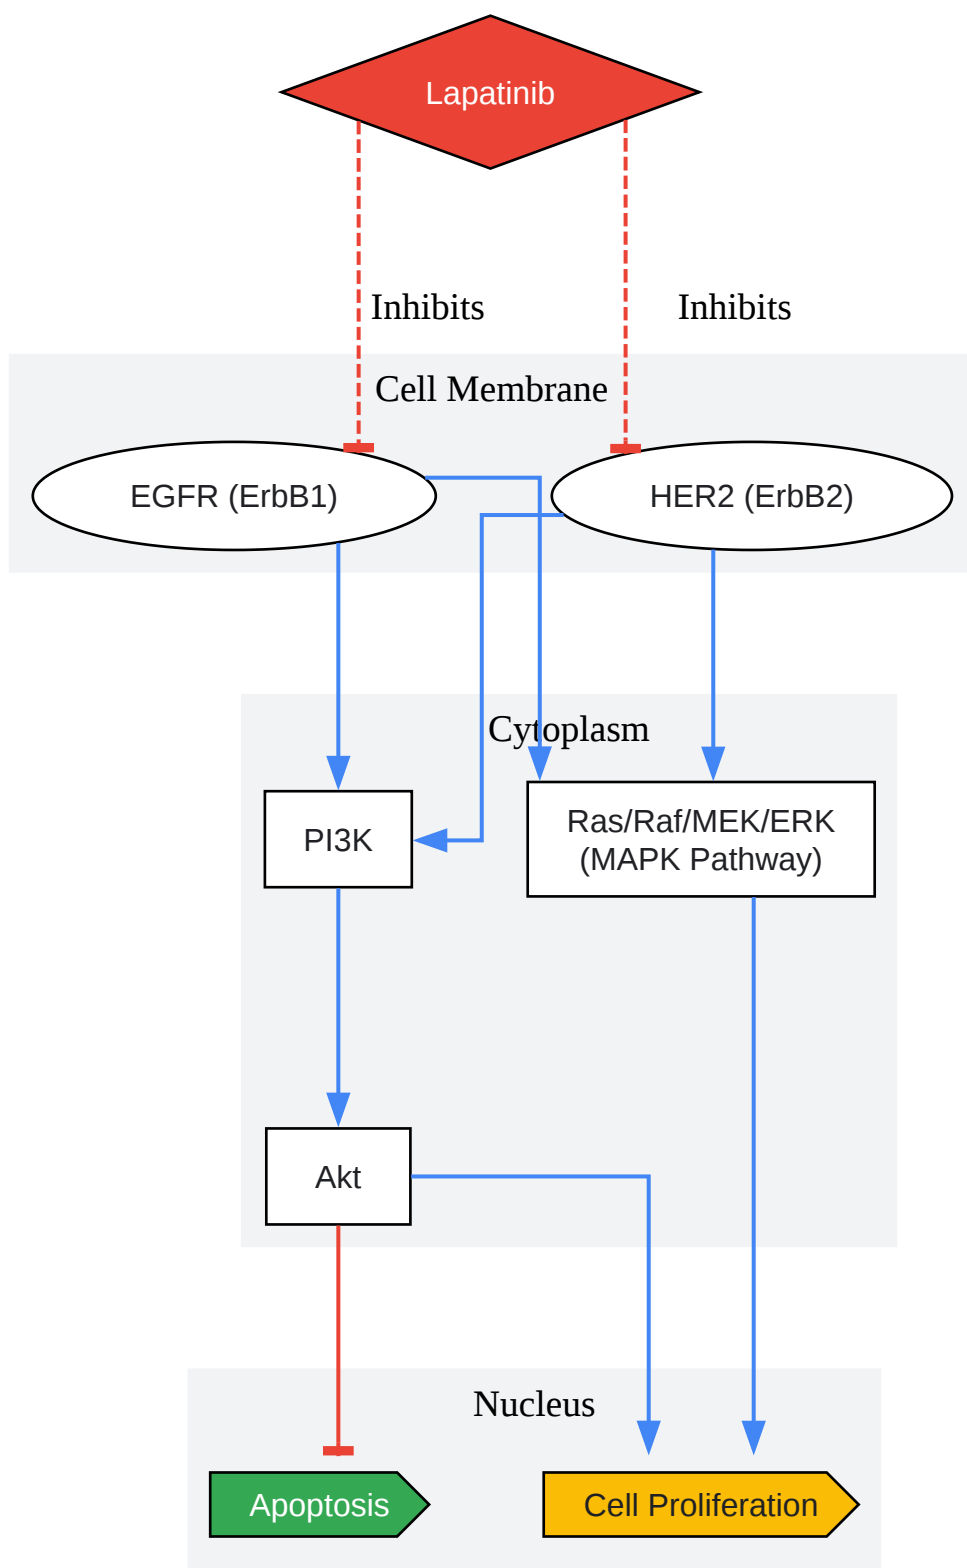 Lapatinib
Inhibits
Inhibits
Cell Membrane
EGFR (ErbB1)
HER2 (ErbB2)
Cytoplasm
PI3K
Ras/Raf/MEK/ERK
(MAPK Pathway)
Akt
Nucleus
Apoptosis
Cell Proliferation